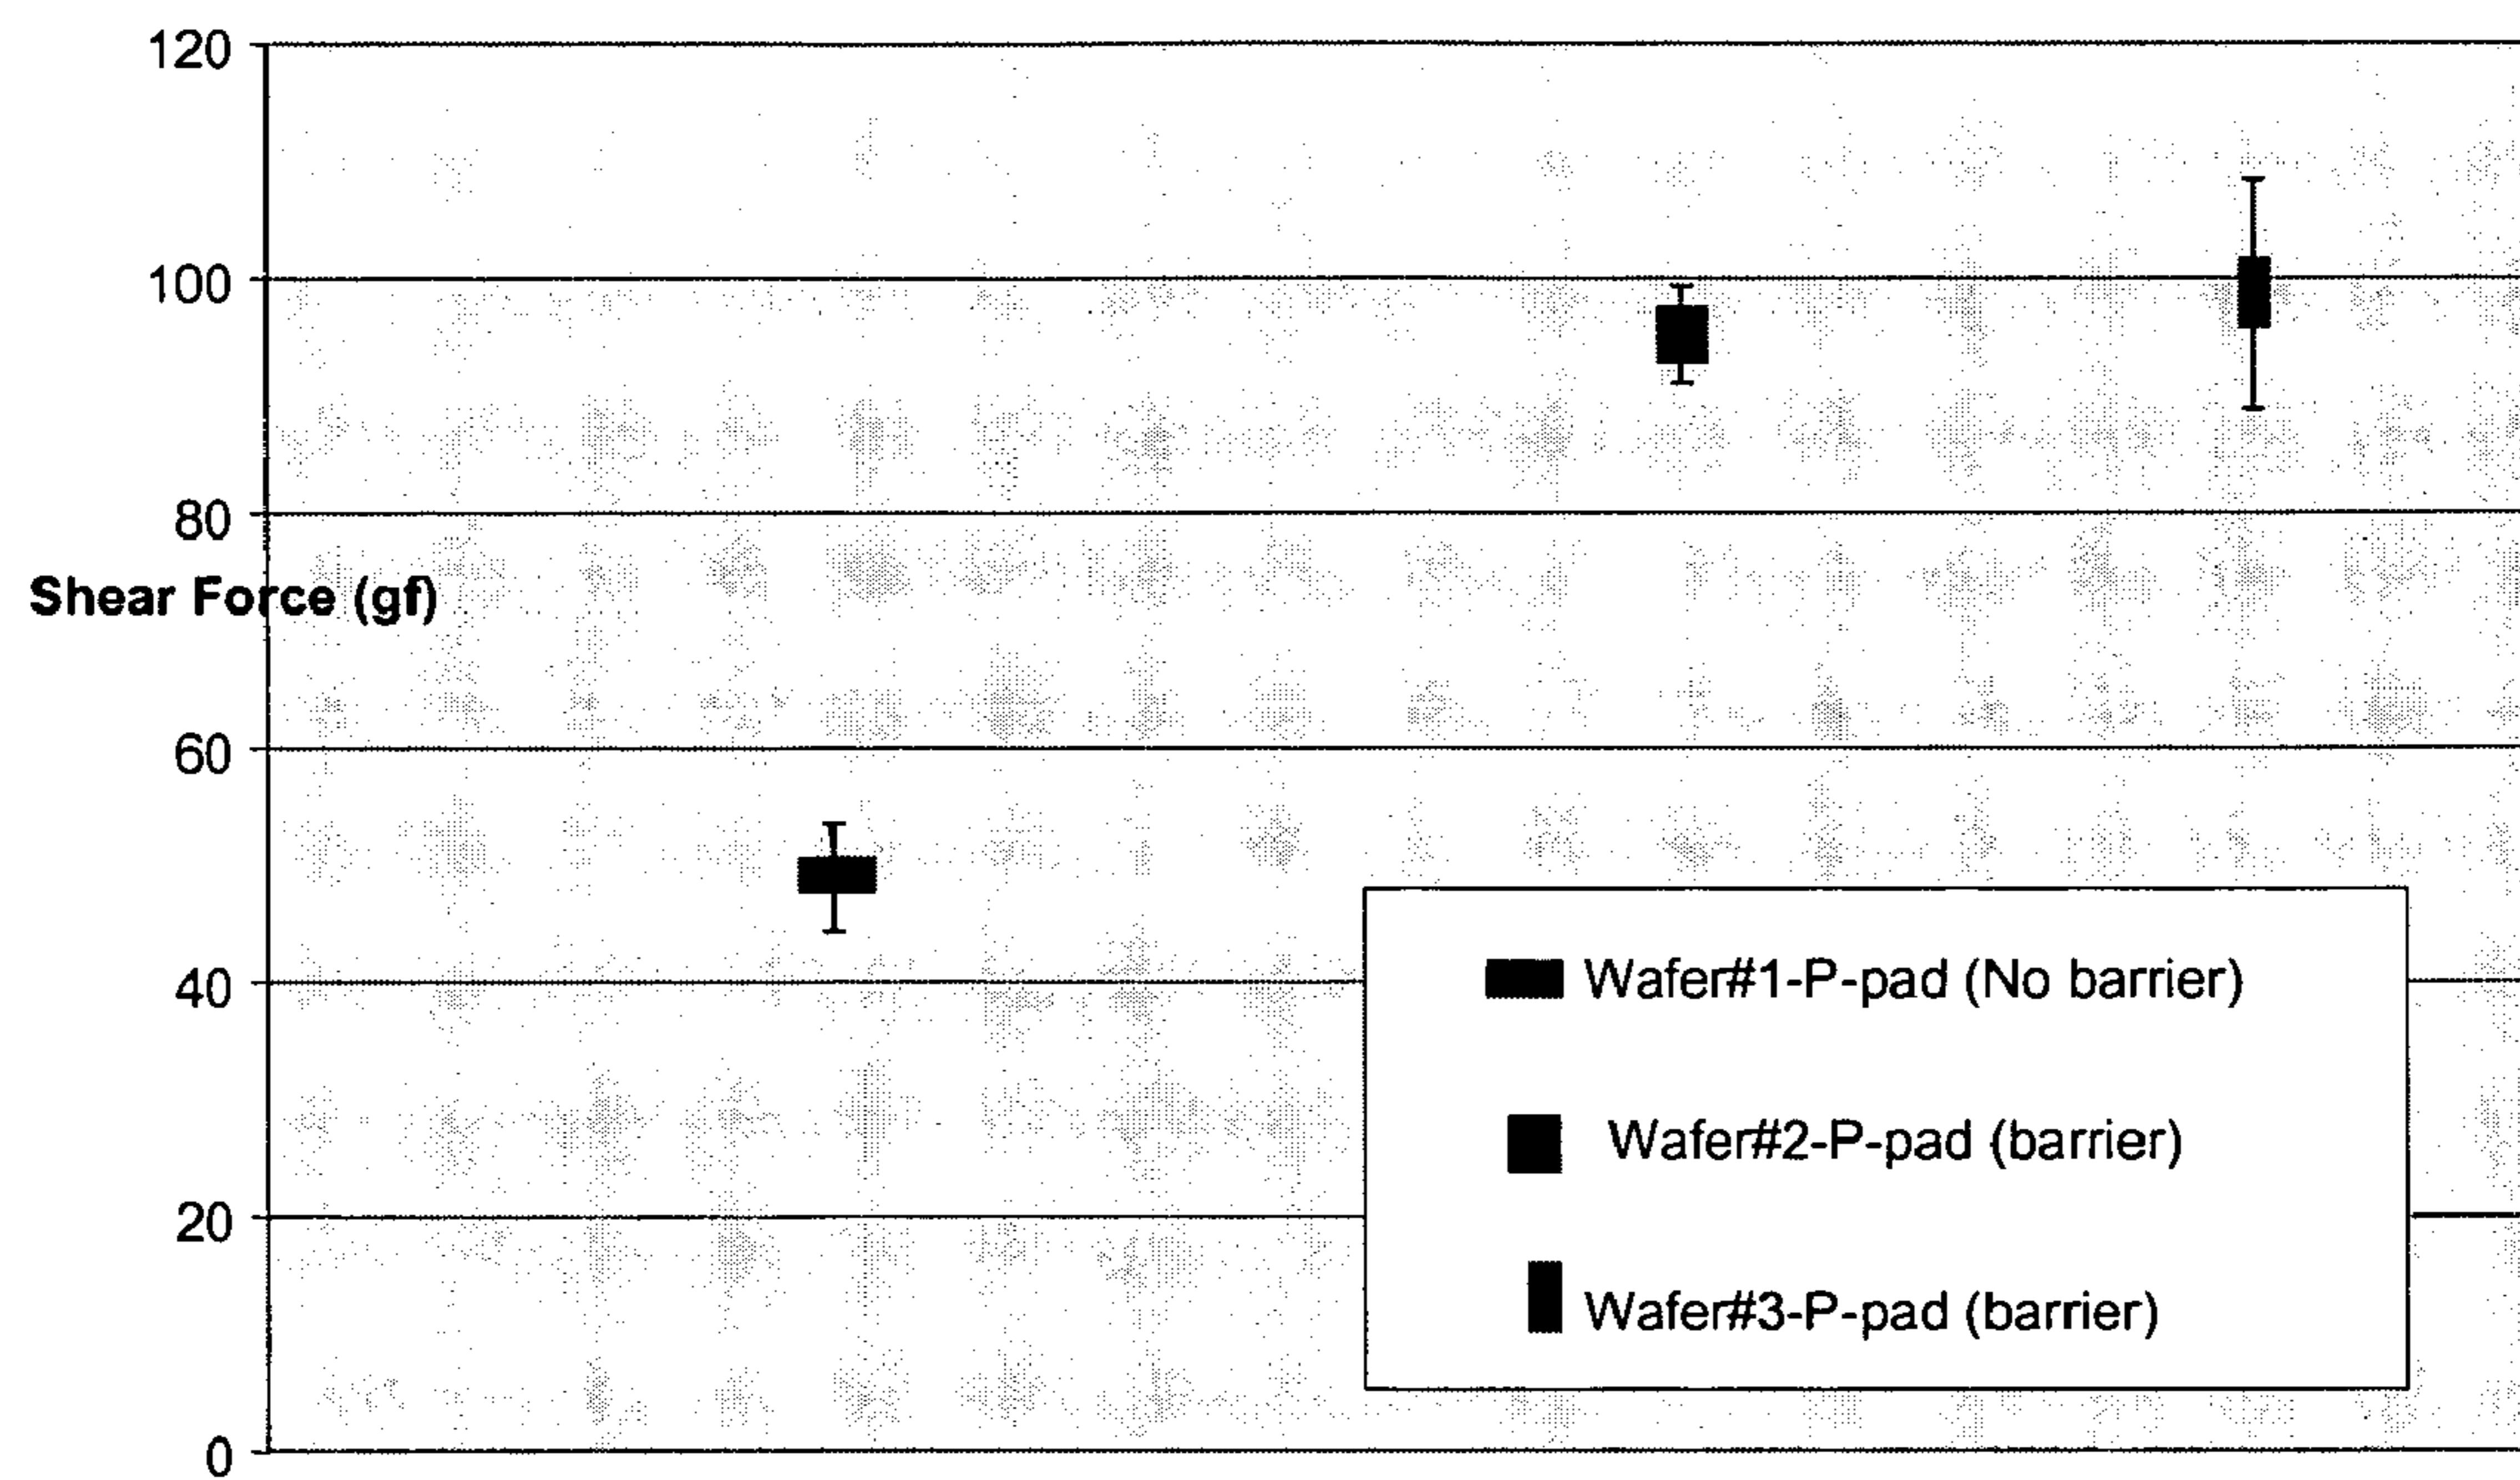 120
100
80
Shear Force (gf)
60
40
20
0
Wafer#1-P-pad (No barrier)
Wafer#2-P-pad (barrier)
Wafer#3-P-pad (barrier)